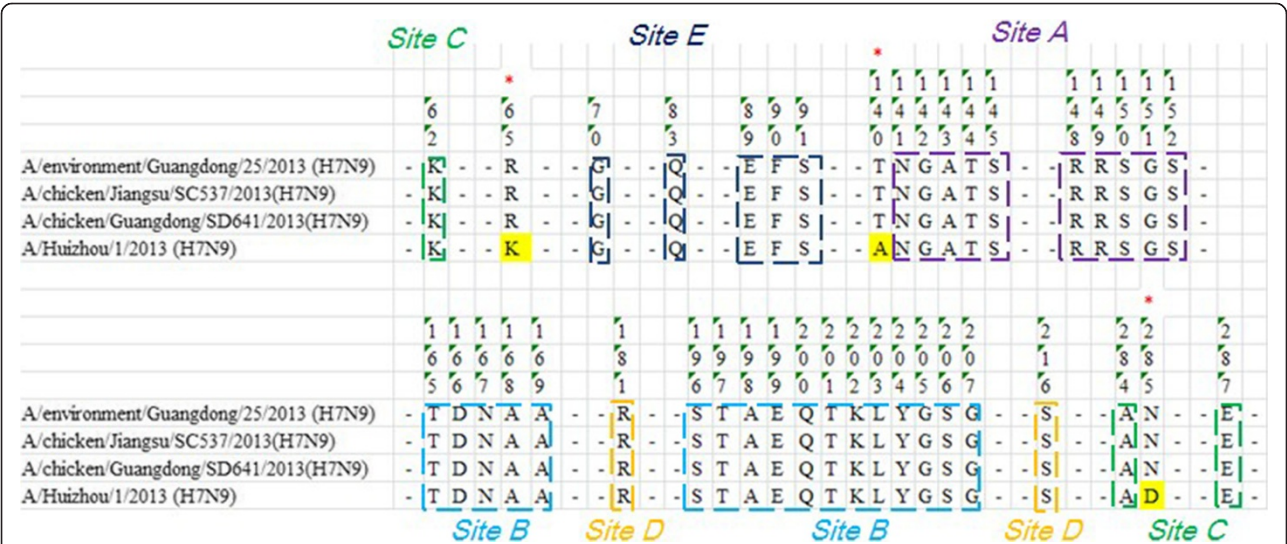 Site C Site E Site A
*
* 1 1 1 1 1 1 1 1 1 1 1
6 6 7 8 8 9 9 4 4 4 4 4 4 4 4 5 5 5
2 5 0 3 9 0 1 0 1 2 3 4 5 8 9 0 1 2
A/environment/Guangdong/25/2013 (H7N9) - K - - R - - G - - Q - - E F S - - T N G A T S - - R R S G S -
A/chicken/Jiangsu/SC537/2013(H7N9) - K - - R - - G - - Q - - E F S - - T N G A T S - - R R S G S -
A/chicken/Guangdong/SD641/2013(H7N9) - K - - R - - G - - Q - - E F S - - T N G A T S - - R R S G S -
A/Huizhou/1/2013 (H7N9) - K - - K - - G - - Q - - E F S - - A N G A T S - - R R S G S -
*
1 1 1 1 1 1 1 1 1 1 2 2 2 2 2 2 2 2 2 2 2 2
6 6 6 6 6 8 9 9 9 9 0 0 0 0 0 0 0 0 1 8 8 8
5 6 7 8 9 1 6 7 8 9 0 1 2 3 4 5 6 7 6 4 5 7
A/environment/Guangdong/25/2013 (H7N9) - T D N A A - - R - - S T A E Q T K L Y G S G - - S - - A N - - E -
A/chicken/Jiangsu/SC537/2013(H7N9) - T D N A A - - R - - S T A E Q T K L Y G S G - - S - - A N - - E -
A/chicken/Guangdong/SD641/2013(H7N9) - T D N A A - - R - - S T A E Q T K L Y G S G - - S - - A N - - E -
A/Huizhou/1/2013 (H7N9) - T D N A A - - R - - S T A E Q T K L Y G S G - - S - - A D - - E -
Site B Site D Site B Site D Site C